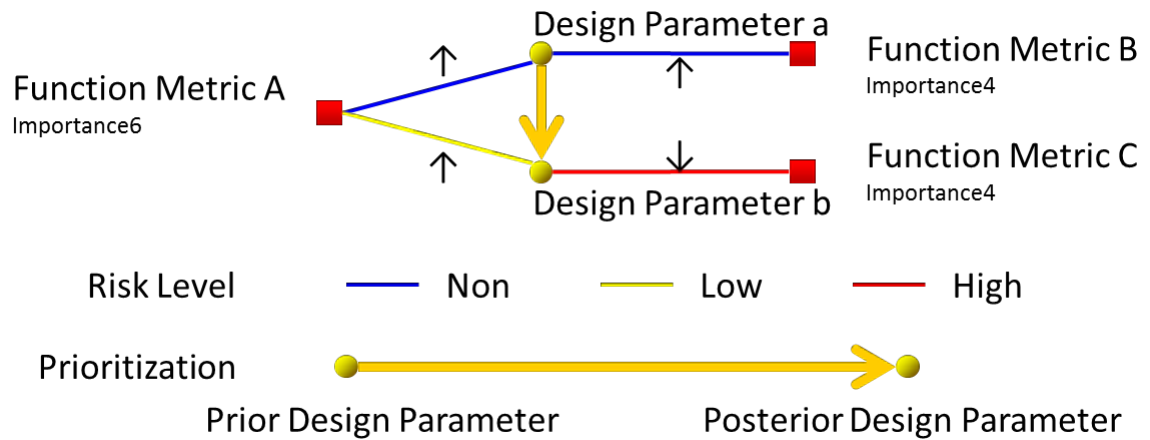 Design Parameter a
Function Metric A
Importance6
Function Metric B
Importance4
Function Metric C
Importance4
Design Parameter b
Risk Level Non Low High
Prioritization
Prior Design Parameter Posterior Design Parameter